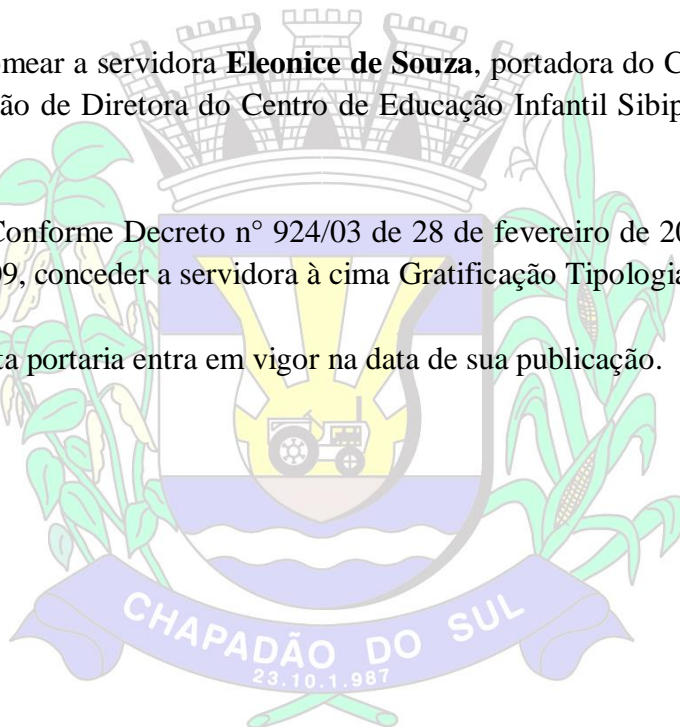 mear a servidora Eleonice de Souza, portadora do C
ão de Diretora do Centro de Educação Infantil Sibip
Conforme Decreto n° 924/03 de 28 de fevereiro de 20
09, conceder a servidora à cima Gratificação Tipologia
ta portaria entra em vigor na data de sua publicação.
CHAPADÃO DO SUL
23.10.1.987